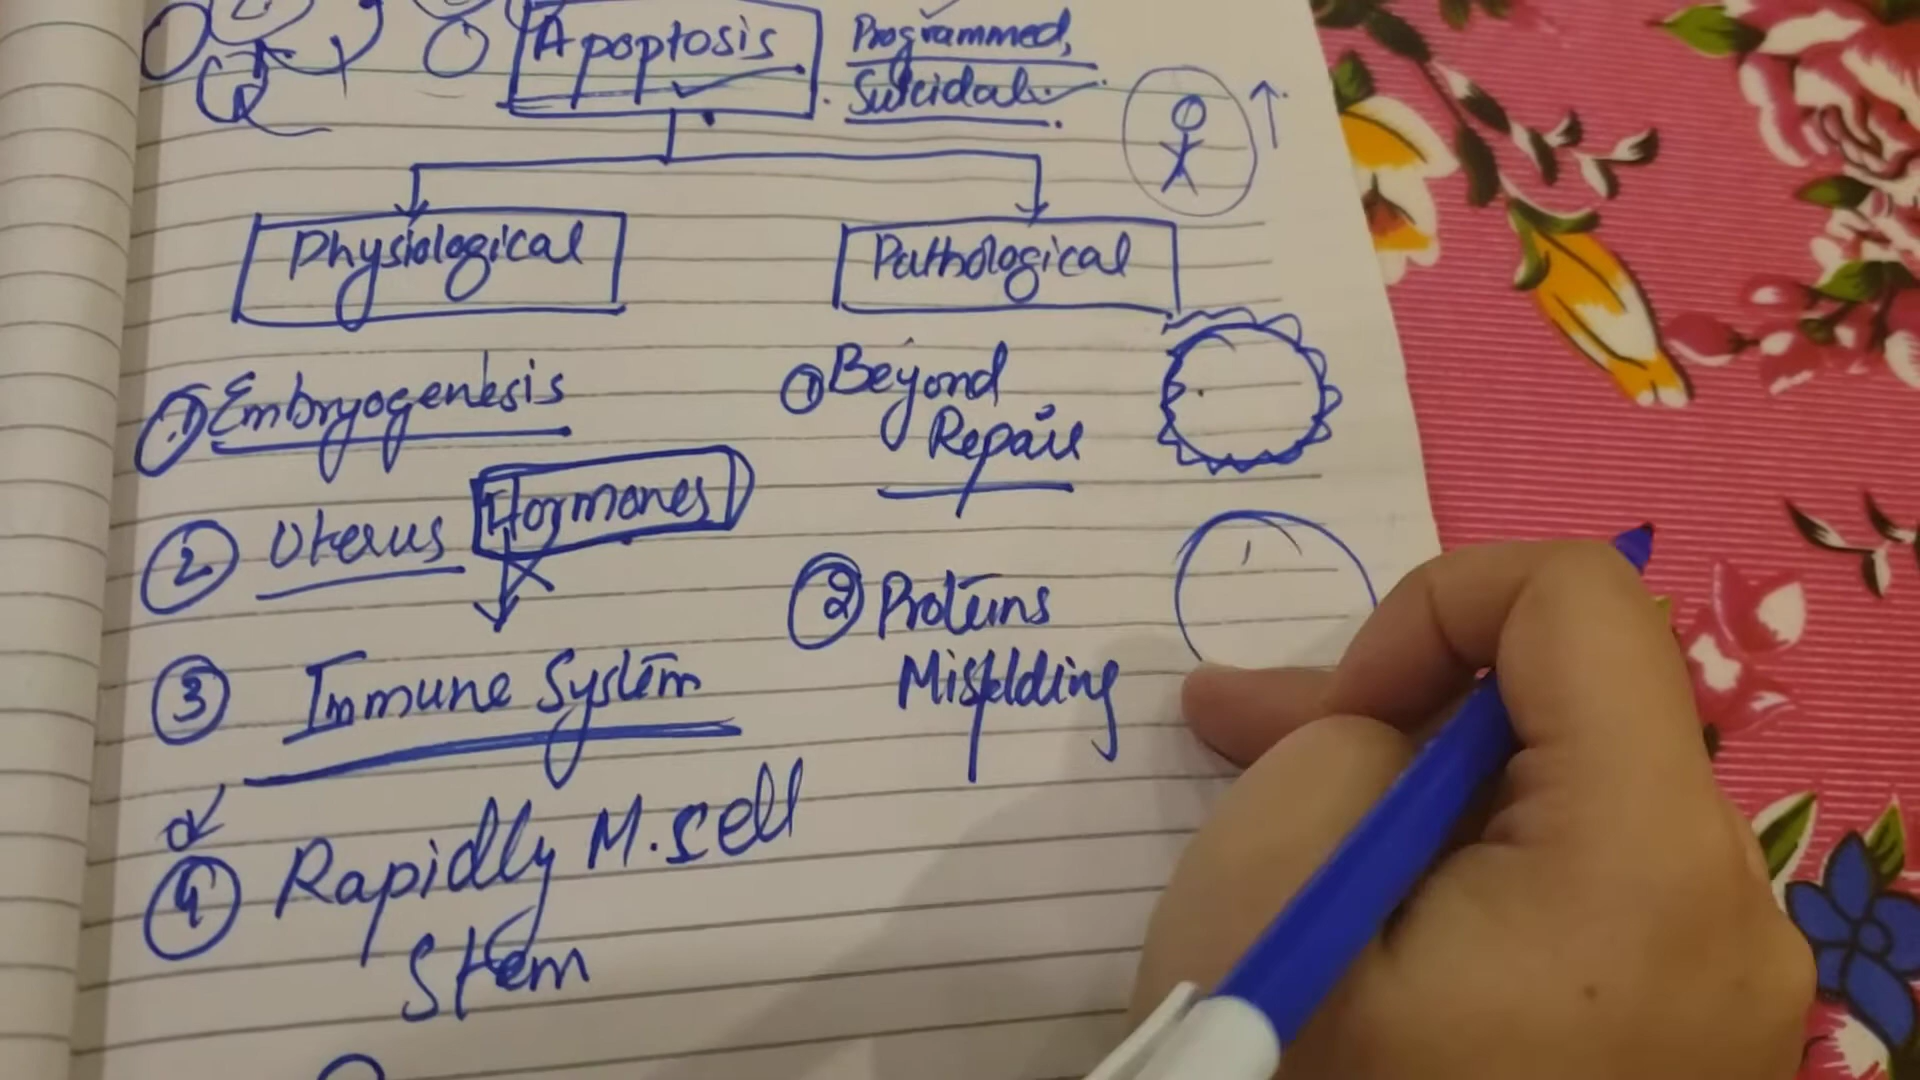 Apoptosis
Programmed,
Suicidal.
Physiological
Pathological
① Embryogenesis
② Uterus Hormones
③ Immune System
④ Rapidly M. cell
Stem
① Beyond
Repair
② Proteins
Misfolding